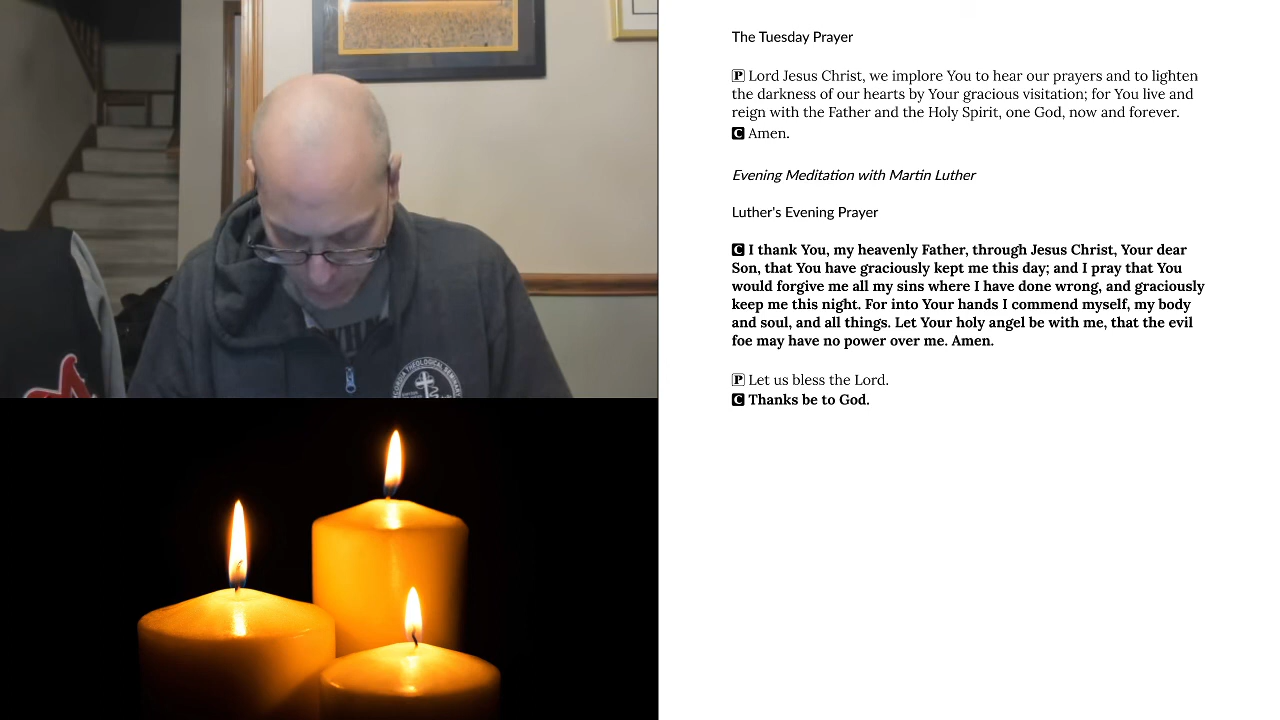 The Tuesday Prayer
P Lord Jesus Christ, we implore You to hear our prayers and to lighten
the darkness of our hearts by Your gracious visitation; for You live and
reign with the Father and the Holy Spirit, one God, now and forever.
C Amen.
Evening Meditation with Martin Luther
Luther's Evening Prayer
C I thank You, my heavenly Father, through Jesus Christ, Your dear
Son, that You have graciously kept me this day; and I pray that You
would forgive me all my sins where I have done wrong, and graciously
keep me this night. For into Your hands I commend myself, my body
and soul, and all things. Let Your holy angel be with me, that the evil
foe may have no power over me. Amen.
P Let us bless the Lord.
C Thanks be to God.
THEOLOGICAL SEMINARY